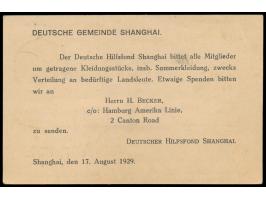 DEUTSCHE GEMEINDE SHANGHAI.
Der Deutsche Hilfsfond Shanghai bittet alle Mitglieder
um getragene Kleidungsstücke, insb. Sommerkleidung, zwecks
Verteilung an bedürftige Landsleute. Etwaige Spenden bitten
wir an
Herrn H. BECKER,
c/o: Hamburg Amerika Linie,
2 Canton Road
zu senden.
DEUTSCHER HILFSFOND SHANGHAI
Shanghai, den 17. August 1929.